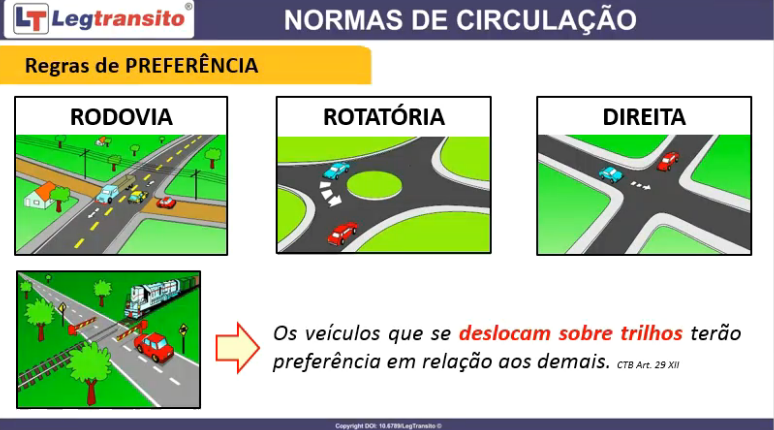 LT Legtransito®
NORMAS DE CIRCULAÇÃO
Regras de PREFERÊNCIA
RODOVIA
ROTATÓRIA
DIREITA
Os veículos que se deslocam sobre trilhos terão
preferência em relação aos demais. CTB Art. 29 XII
Copyright DOI: 10.6789/LegTransito ©